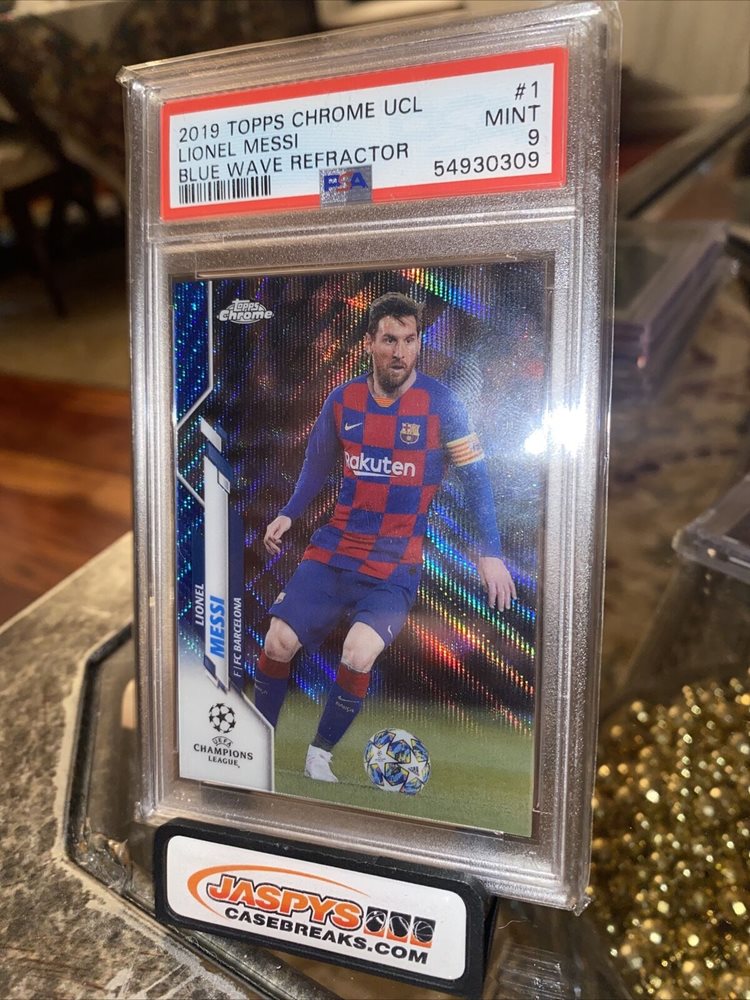 2019 TOPPS CHROME UCL #1
LIONEL MESSI MINT
BLUE WAVE REFRACTOR 9
PSA 54930309
Topps
Chrome
Rakuten
LIONEL
MESSI
F | FC BARCELONA
UEFA
CHAMPIONS
LEAGUE
JASPYS
CASEBREAKS.COM